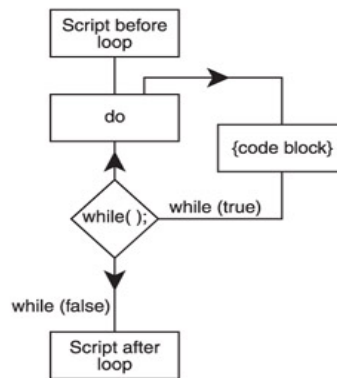 Script before
loop
do
{code block}
while( );
while (true)
while (false)
Script after
loop